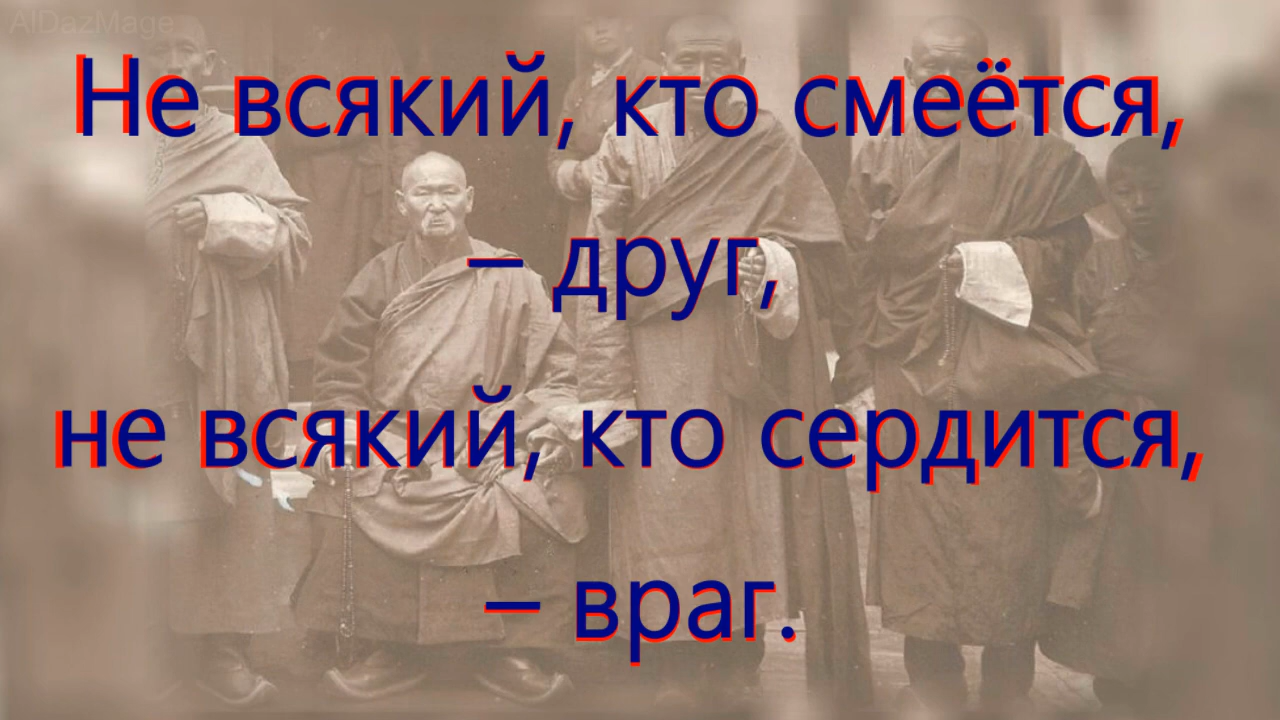 AlDazMage
Не всякий, кто смеётся,
– друг,
не всякий, кто сердится,
– враг.